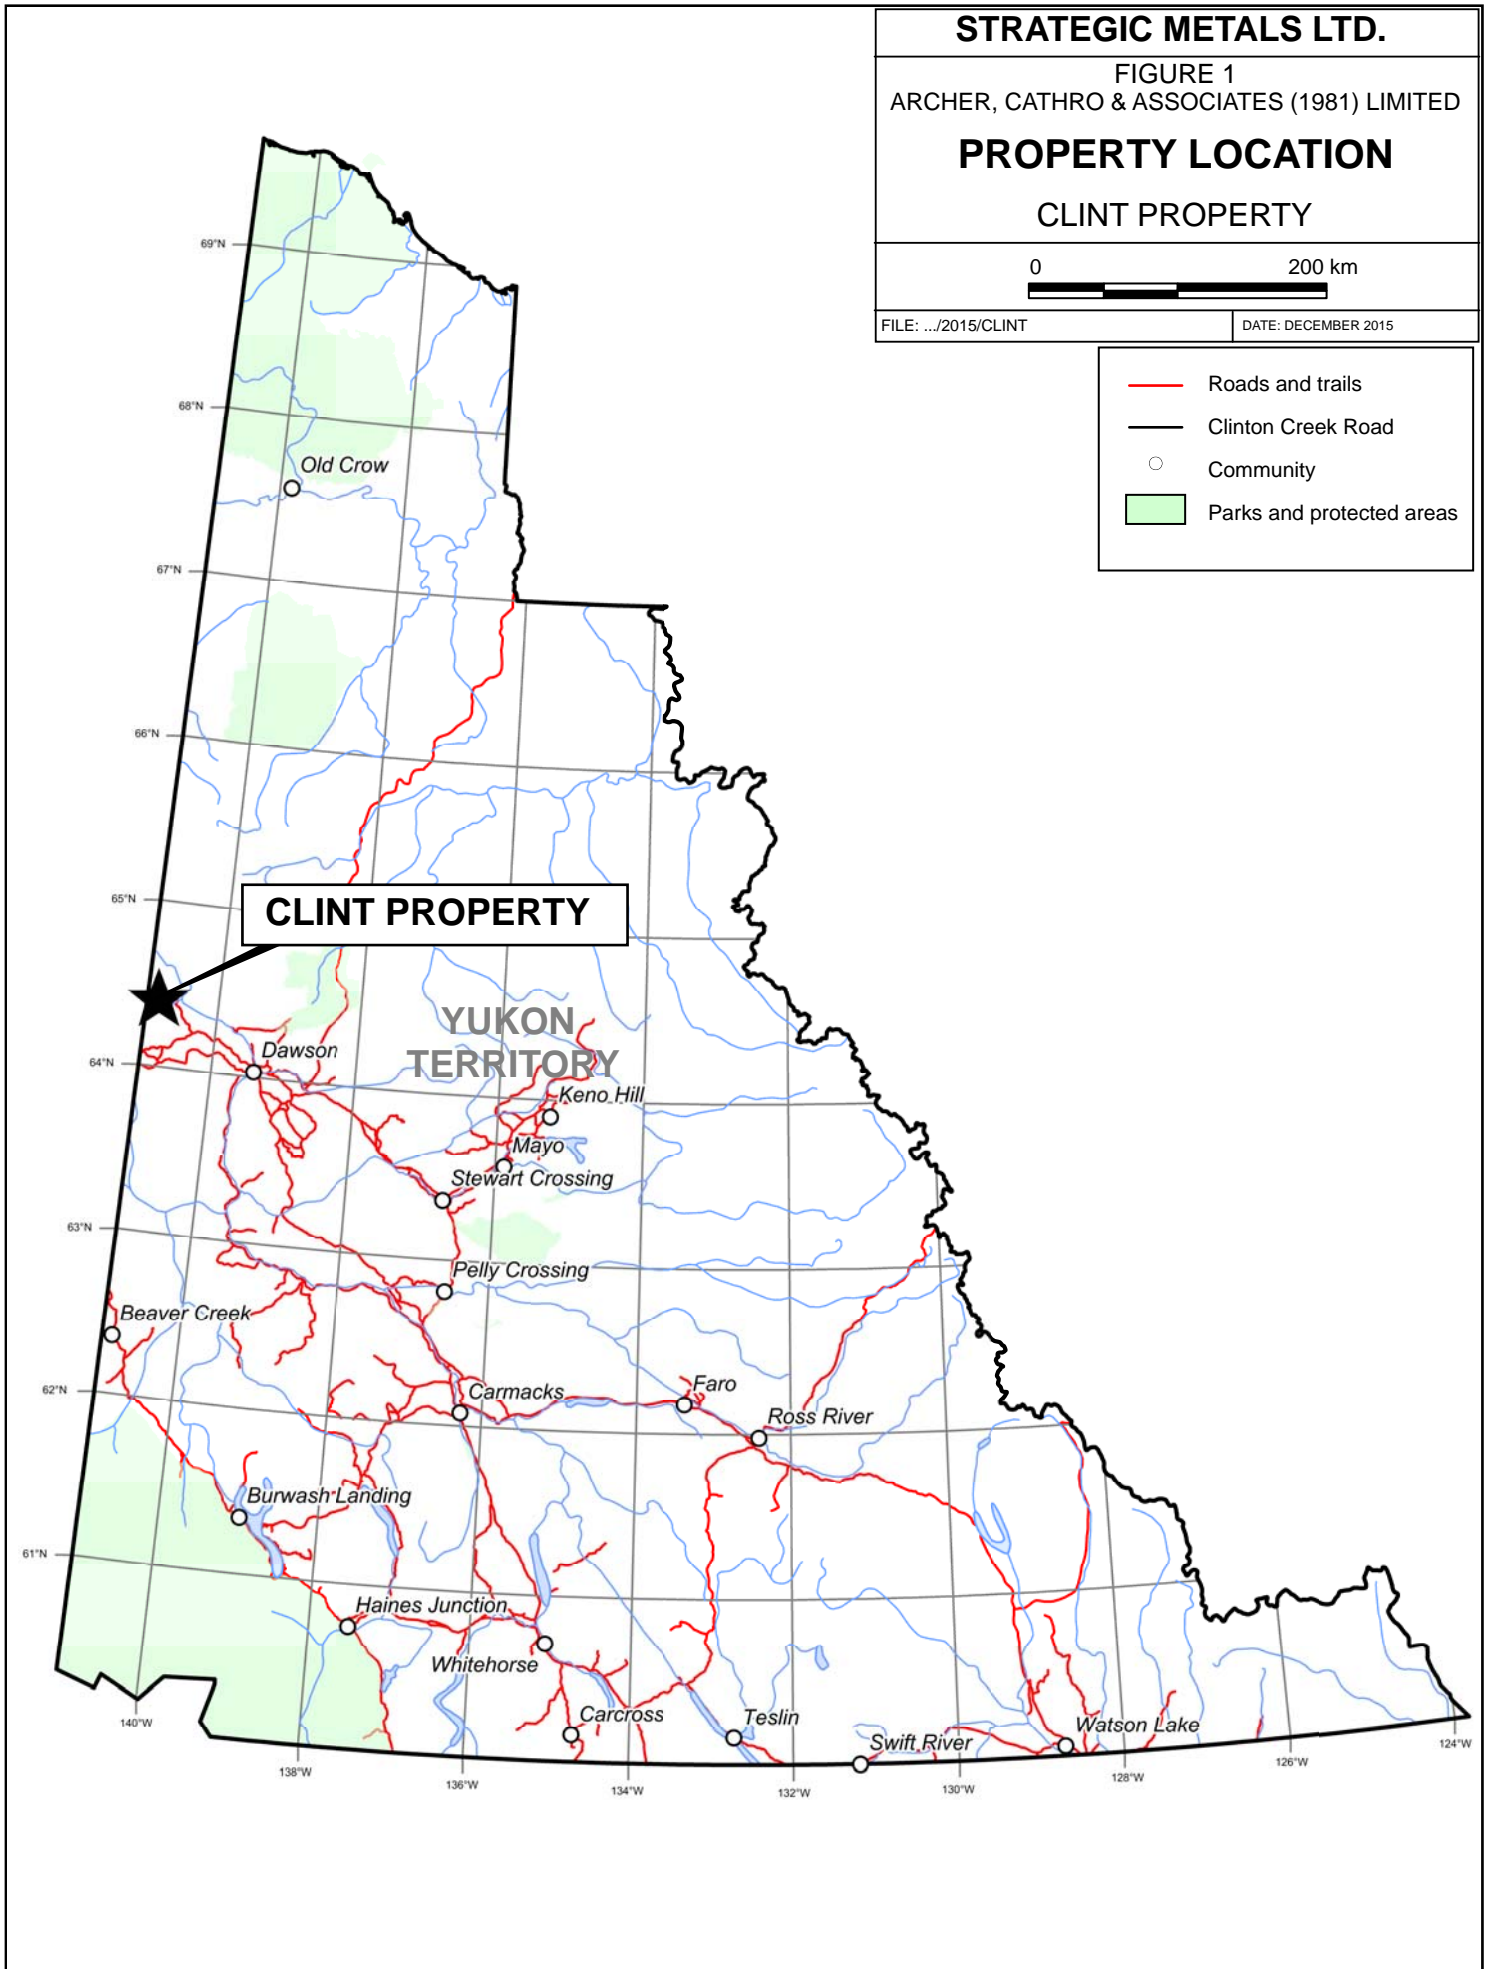 STRATEGIC METALS LTD.
FIGURE 1
ARCHER, CATHRO & ASSOCIATES (1981) LIMITED
PROPERTY LOCATION
CLINT PROPERTY
0 200 km
FILE: .../2015/CLINT DATE: DECEMBER 2015
Roads and trails
Clinton Creek Road
Community
Parks and protected areas
69°N
68°N
Old Crow
67°N
66°N
65°N
CLINT PROPERTY
YUKON
TERRITORY
Dawson
64°N
Keno Hill
Mayo
Stewart Crossing
63°N
Pelly Crossing
Beaver Creek
62°N
Carmacks
Faro
Ross River
Burwash Landing
61°N
Haines Junction
Whitehorse
Carcross
Teslin
Swift River
Watson Lake
140°W
138°W
136°W
134°W
132°W
130°W
128°W
126°W
124°W